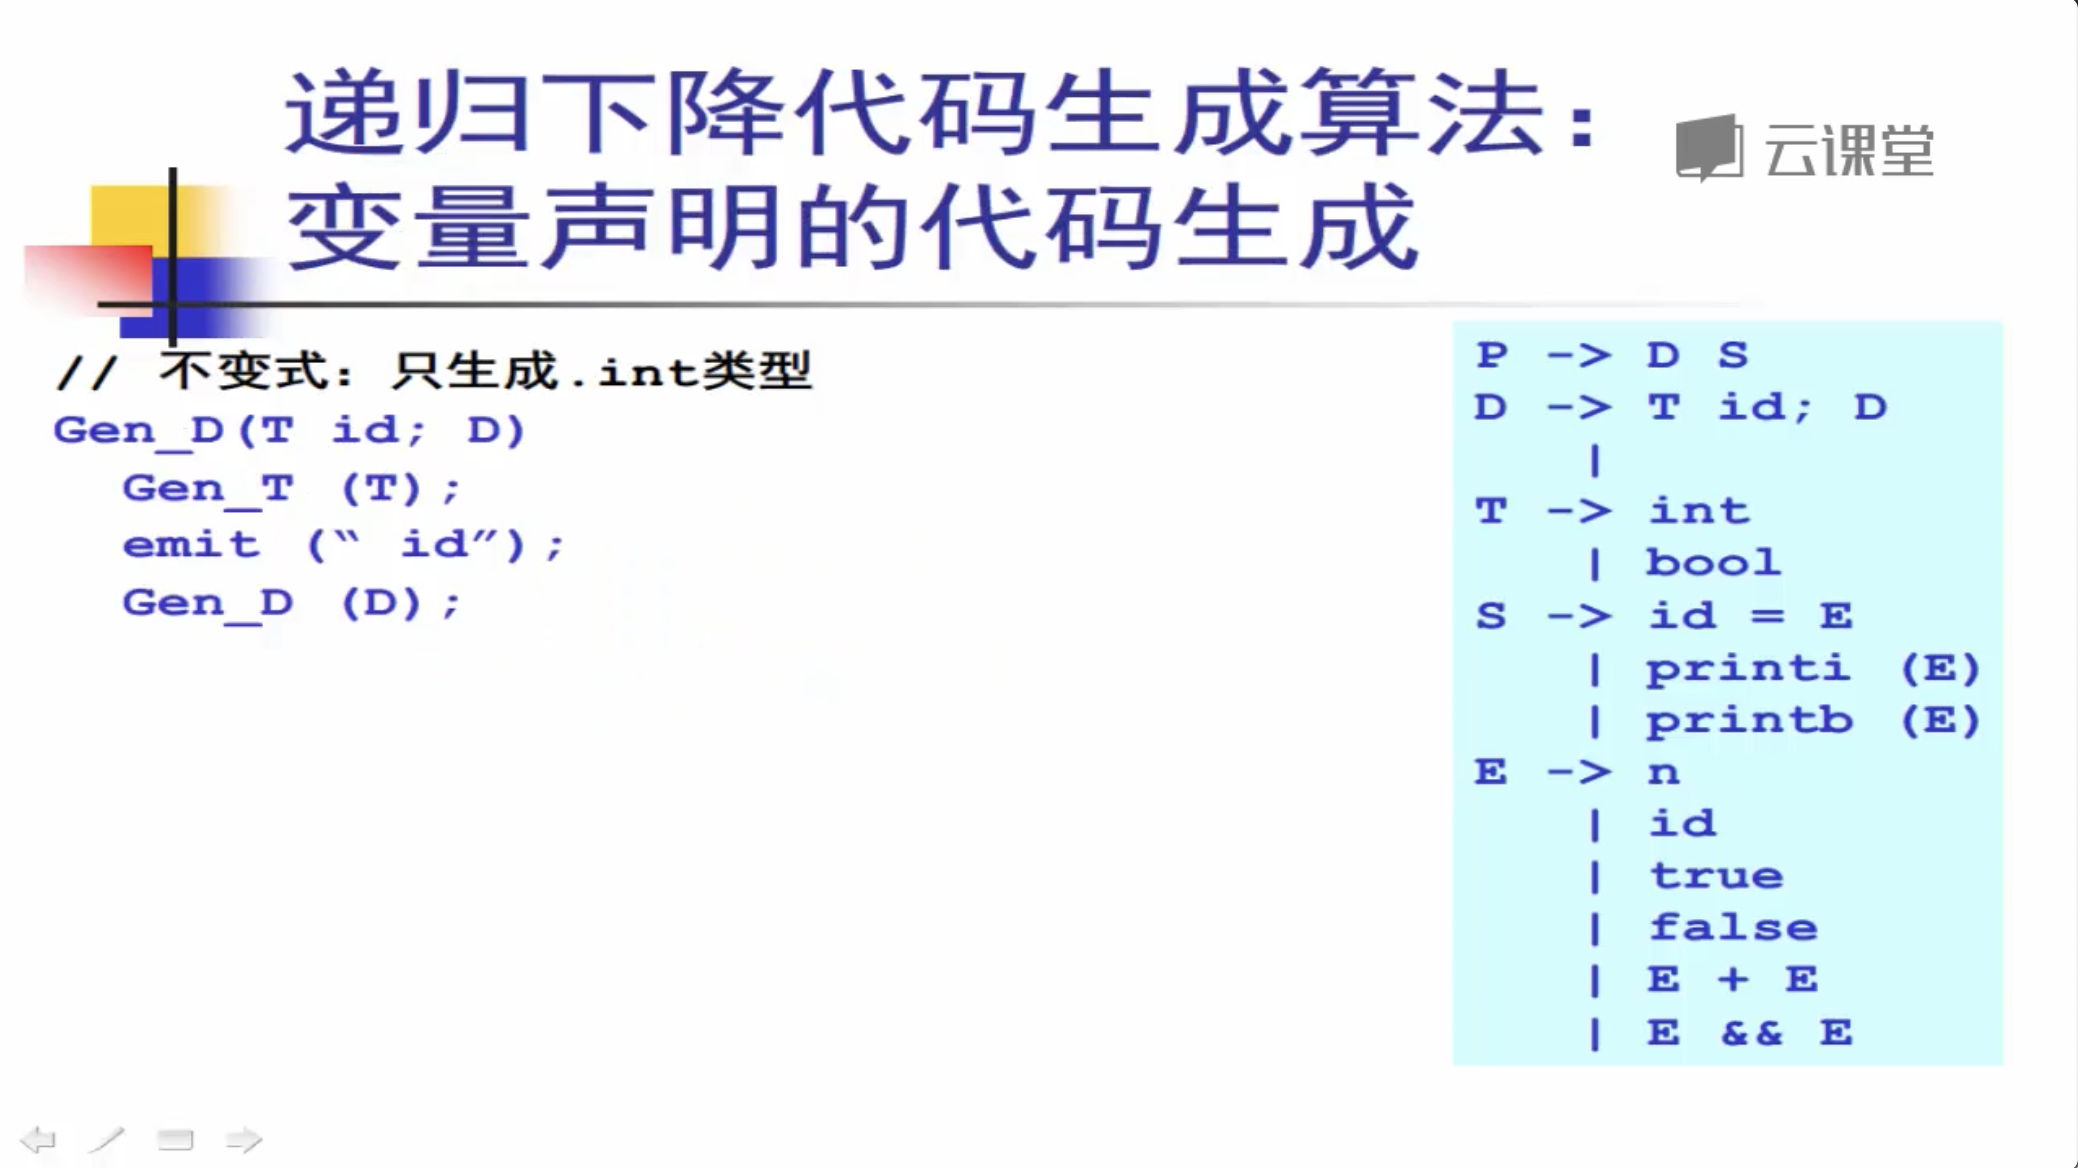 递归下降代码生成算法：
变量声明的代码生成
云课堂
// 不变式：只生成.int类型
Gen_D(T id; D)
Gen_T (T);
emit (“ id”);
Gen_D (D);
P -> D S
D -> T id; D
|
T -> int
| bool
S -> id = E
| printi (E)
| printb (E)
E -> n
| id
| true
| false
| E + E
| E && E